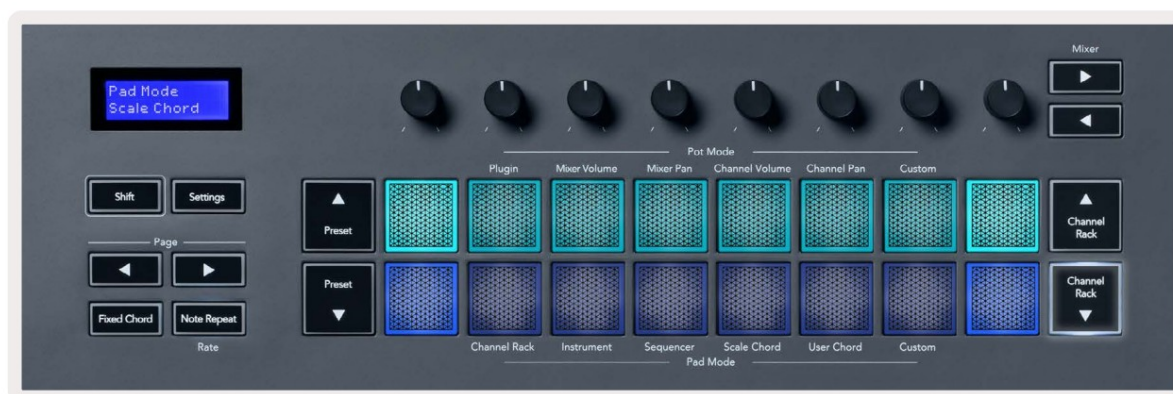 Pad Mode
Scale Chord
Mixer
Pot Mode
Plugin
Mixer Volume
Mixer Pan
Channel Volume
Channel Pan
Custom
Shift
Settings
Preset
Channel
Rack
Page
Preset
Channel
Rack
Fixed Chord
Note Repeat
Rate
Channel Rack
Instrument
Sequencer
Scale Chord
User Chord
Custom
Pad Mode